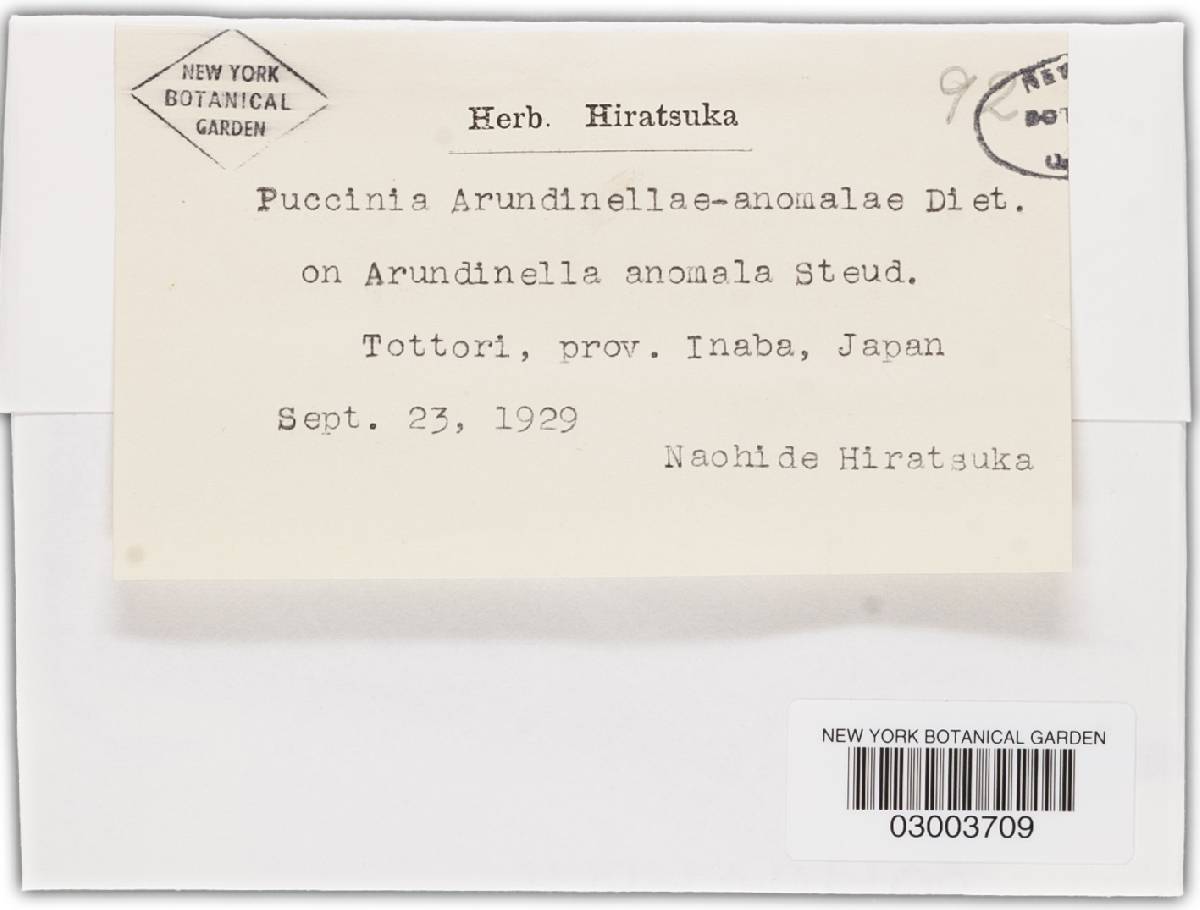 NEW YORK
BOTANICAL
GARDEN
Herb. Hiratsuka
92
Puccinia Arundinellae-anomalae Diet.
on Arundinella anomala Steud.
Tottori, prov. Inaba, Japan
Sept. 23, 1929
Naohide Hiratsuka
NEW YORK BOTANICAL GARDEN
03003709